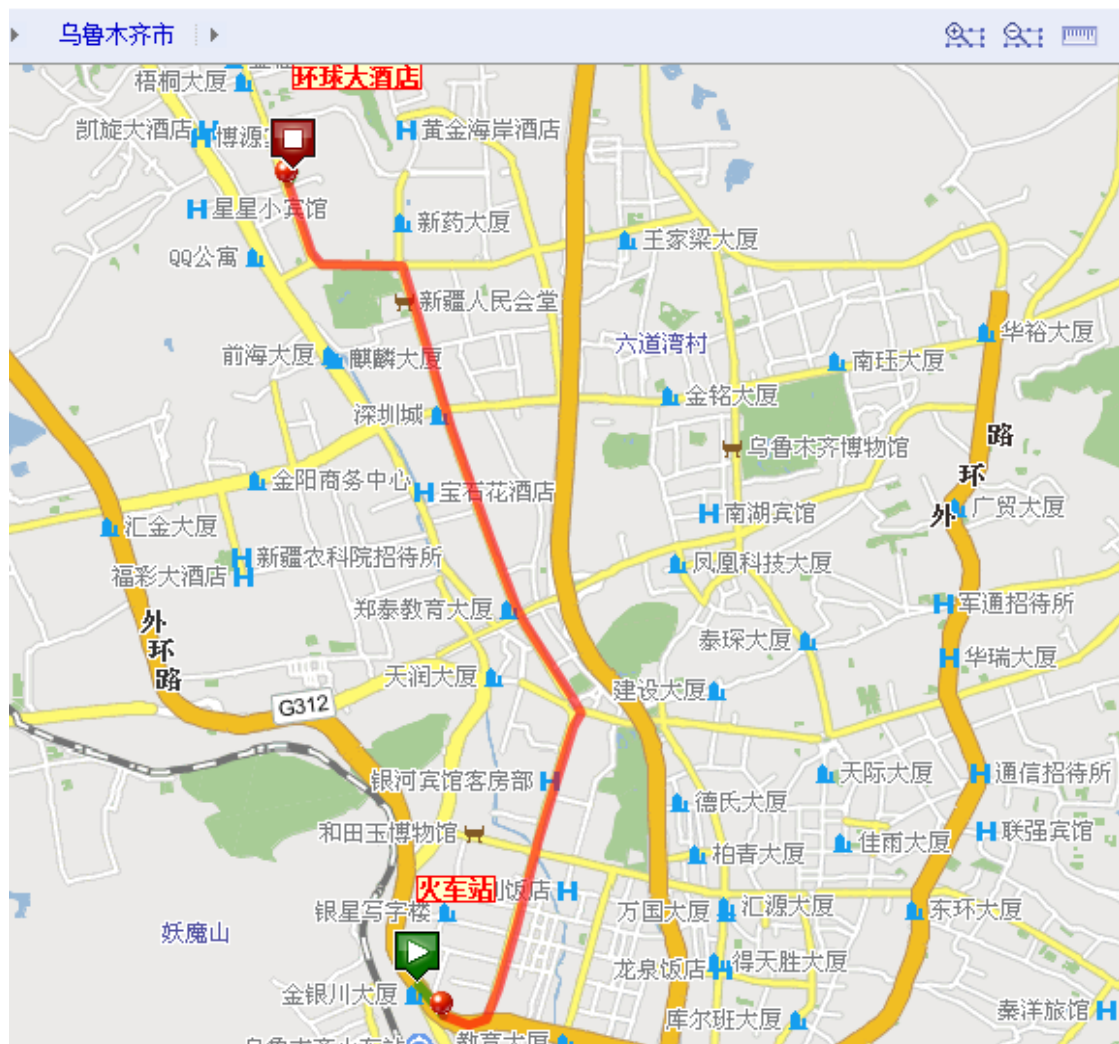 乌鲁木齐市
环球大酒店
梧桐大厦
凯旋大酒店
博源
黄金海岸酒店
星星小宾馆
新药大厦
王家梁大厦
QQ公寓
新疆人民会堂
六道湾村
华裕大厦
前海大厦
麒麟大厦
南珏大厦
金铭大厦
深圳城
路
环
外
乌鲁木齐博物馆
金阳商务中心
宝石花酒店
南湖宾馆
广贸大厦
汇金大厦
新疆农科院招待所
福彩大酒店
凤凰科技大厦
郑泰教育大厦
军通招待所
外
环
路
泰琛大厦
华瑞大厦
天润大厦
建设大厦
G312
银河宾馆客房部
天际大厦
通信招待所
德氏大厦
和田玉博物馆
联强宾馆
佳雨大厦
柏青大厦
火车站
饭店
银星写字楼
万国大厦
汇源大厦
东环大厦
妖魔山
龙泉饭店
得天胜大厦
金银川大厦
秦洋旅馆
库尔班大厦
乌鲁木齐火车站
教育大厦